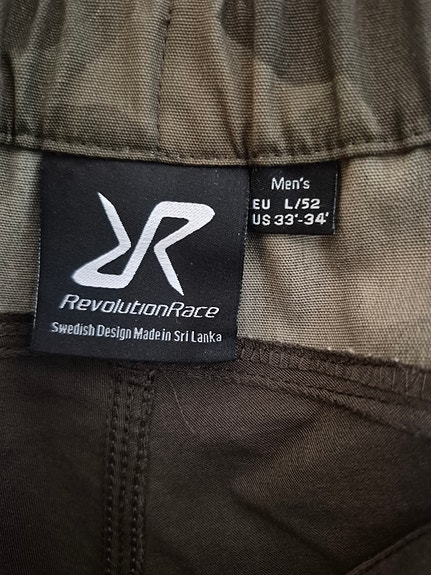 Men's
EU L/52
US 33'-34'
RevolutionRace
Swedish Design Made in Sri Lanka